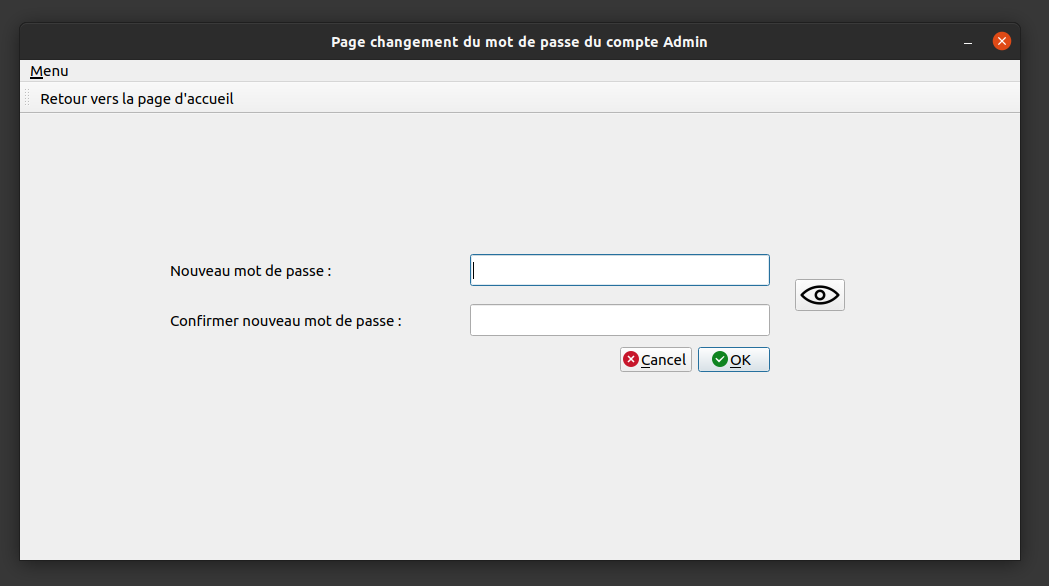 Page changement du mot de passe du compte Admin
Menu
Retour vers la page d'accueil
Nouveau mot de passe :
Confirmer nouveau mot de passe :
Cancel OK